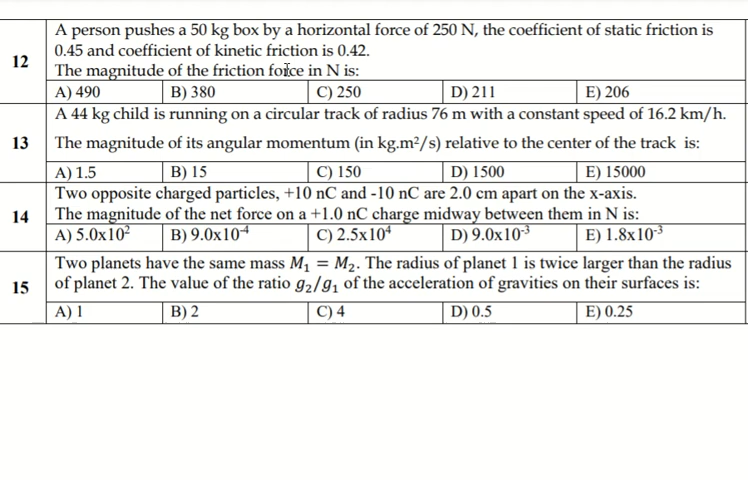 12
A person pushes a 50 kg box by a horizontal force of 250 N, the coefficient of static friction is
0.45 and coefficient of kinetic friction is 0.42.
The magnitude of the friction force in N is:
A) 490 B) 380 C) 250 D) 211 E) 206
13
A 44 kg child is running on a circular track of radius 76 m with a constant speed of 16.2 km/h.
The magnitude of its angular momentum (in kg.m²/s) relative to the center of the track is:
A) 1.5 B) 15 C) 150 D) 1500 E) 15000
14
Two opposite charged particles, +10 nC and -10 nC are 2.0 cm apart on the x-axis.
The magnitude of the net force on a +1.0 nC charge midway between them in N is:
A) 5.0x10² B) 9.0x10⁻⁴ C) 2.5x10⁴ D) 9.0x10⁻³ E) 1.8x10⁻³
15
Two planets have the same mass M₁ = M₂. The radius of planet 1 is twice larger than the radius
of planet 2. The value of the ratio g₂/g₁ of the acceleration of gravities on their surfaces is:
A) 1 B) 2 C) 4 D) 0.5 E) 0.25